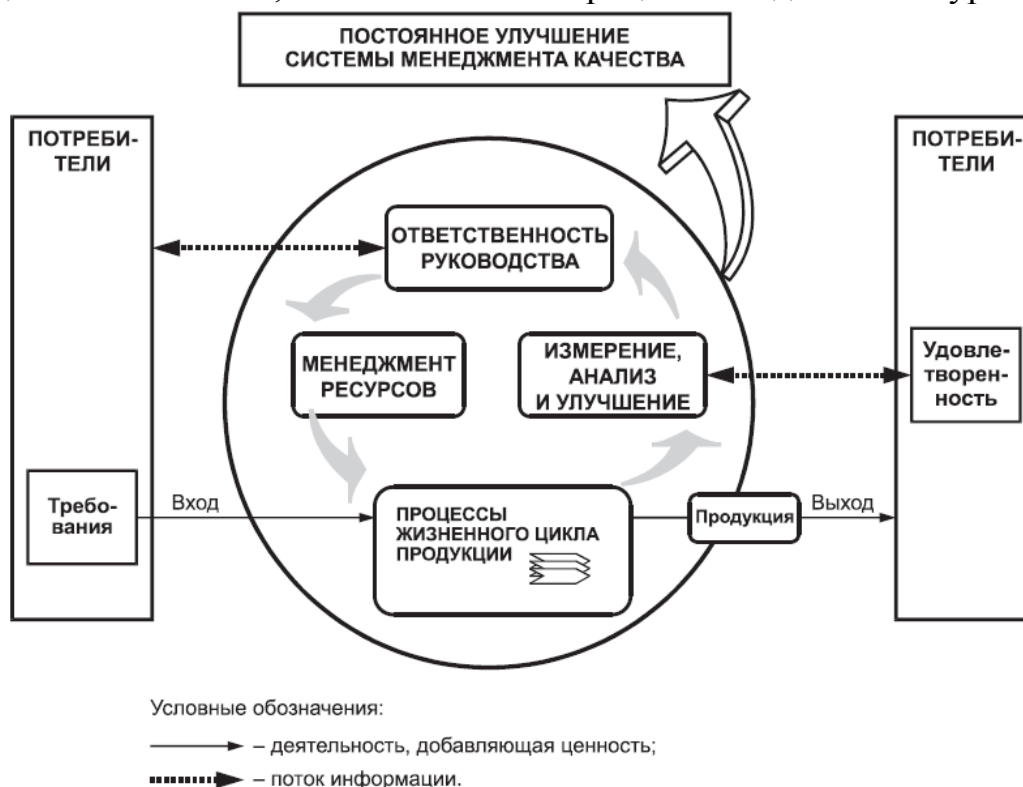 ПОСТОЯННОЕ УЛУЧШЕНИЕ
СИСТЕМЫ МЕНЕДЖМЕНТА КАЧЕСТВА
ПОТРЕБИ-
ТЕЛИ
ПОТРЕБИ-
ТЕЛИ
ОТВЕТСТВЕННОСТЬ
РУКОВОДСТВА
МЕНЕДЖМЕНТ
РЕСУРСОВ
ИЗМЕРЕНИЕ,
АНАЛИЗ
И УЛУЧШЕНИЕ
Удовле-
творен-
ность
Требо-
вания
Вход
ПРОЦЕССЫ
ЖИЗНЕННОГО ЦИКЛА
ПРОДУКЦИИ
Продукция
Выход
Условные обозначения:
– деятельность, добавляющая ценность;
– поток информации.